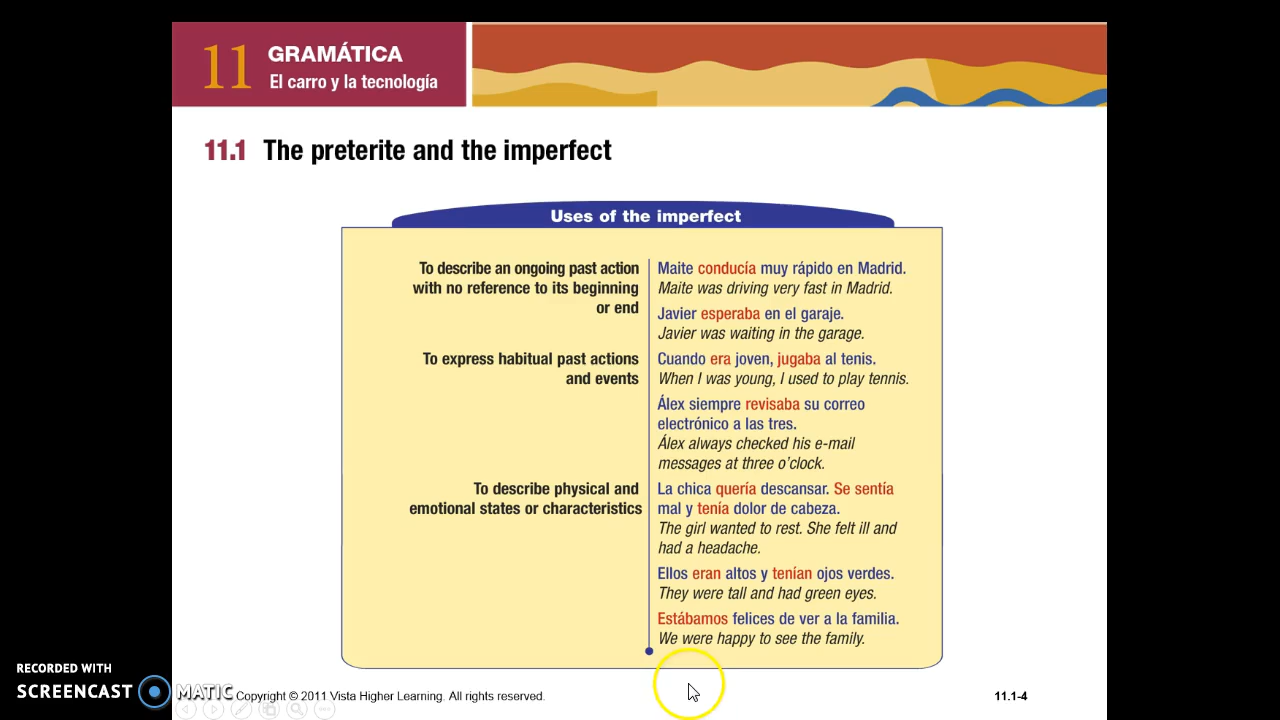 11 GRAMÁTICA
El carro y la tecnología
11.1 The preterite and the imperfect
Uses of the imperfect
To describe an ongoing past action
with no reference to its beginning
or end
Maite conducía muy rápido en Madrid.
Maite was driving very fast in Madrid.
Javier esperaba en el garaje.
Javier was waiting in the garage.
To express habitual past actions
and events
Cuando era joven, jugaba al tenis.
When I was young, I used to play tennis.
Álex siempre revisaba su correo
electrónico a las tres.
Álex always checked his e-mail
messages at three o'clock.
To describe physical and
emotional states or characteristics
La chica quería descansar. Se sentía
mal y tenía dolor de cabeza.
The girl wanted to rest. She felt ill and
had a headache.
Ellos eran altos y tenían ojos verdes.
They were tall and had green eyes.
Estábamos felices de ver a la familia.
We were happy to see the family.
RECORDED WITH
SCREENCAST MATIC
Copyright © 2011 Vista Higher Learning. All rights reserved.
11.1-4